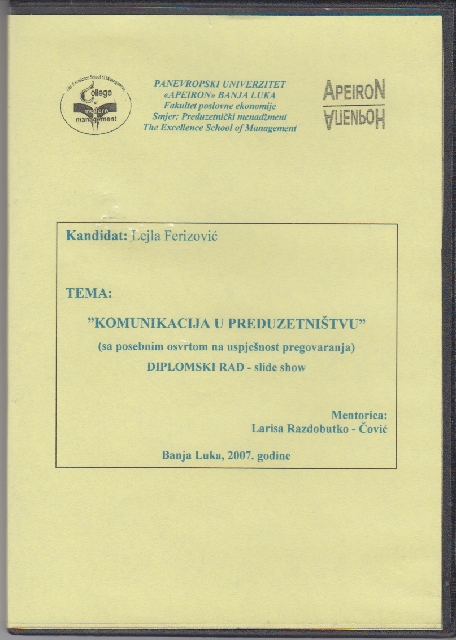 College
management
PANEVROPSKI UNIVERZITET
«APEIRON» BANJA LUKA
Fakultet poslovne ekonomije
Smjer: Preduzetnički menadžment
The Excellence School of Management
APEIRON
APEIRON
Kandidat: Lejla Ferizović
TEMA:
”KOMUNIKACIJA U PREDUZETNIŠTVU”
(sa posebnim osvrtom na uspješnost pregovaranja)
DIPLOMSKI RAD - slide show
Mentorica:
Larisa Razdobutko - Čović
Banja Luka, 2007. godine